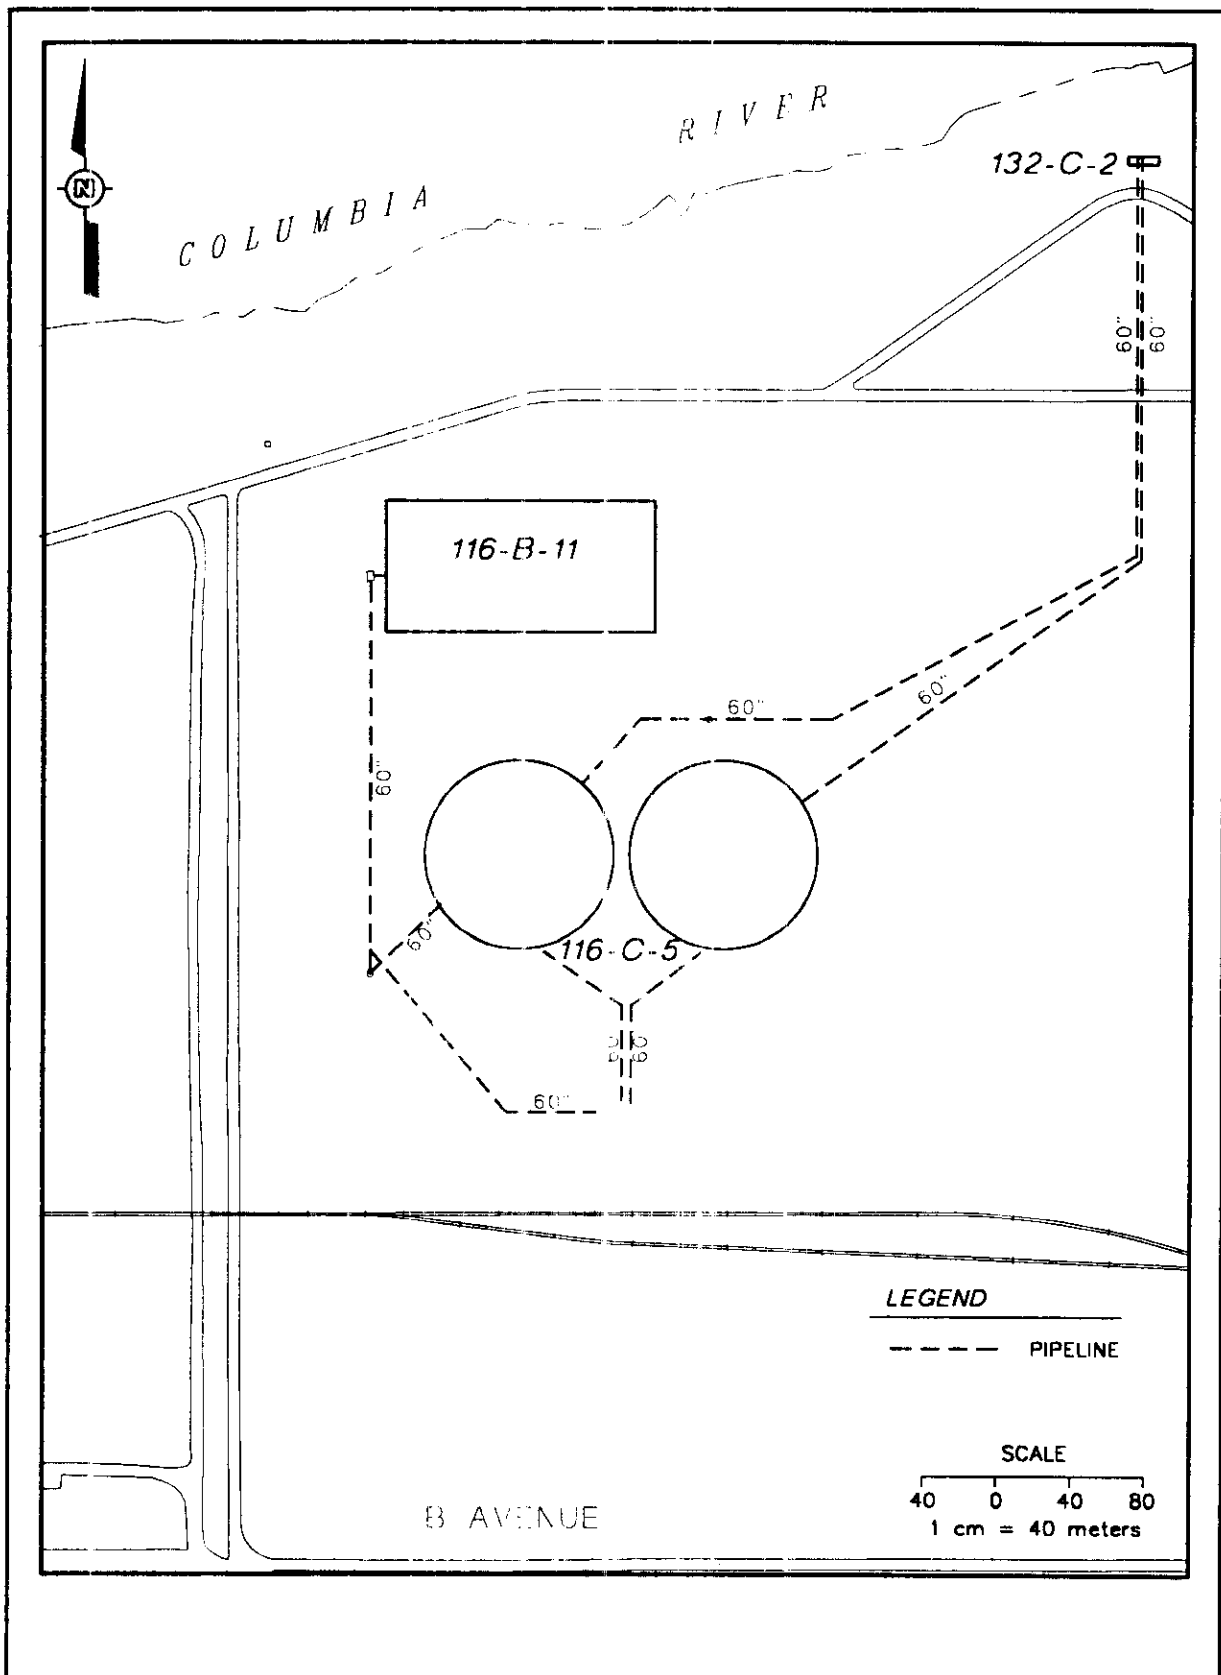 COLUMBIA RIVER
N
132-C-2
60"
60"
116-B-11
60"
60"
60"
60"
116-C-5
60
60"
LEGEND
PIPELINE
SCALE
40 0 40 80
1 cm = 40 meters
B AVENUE